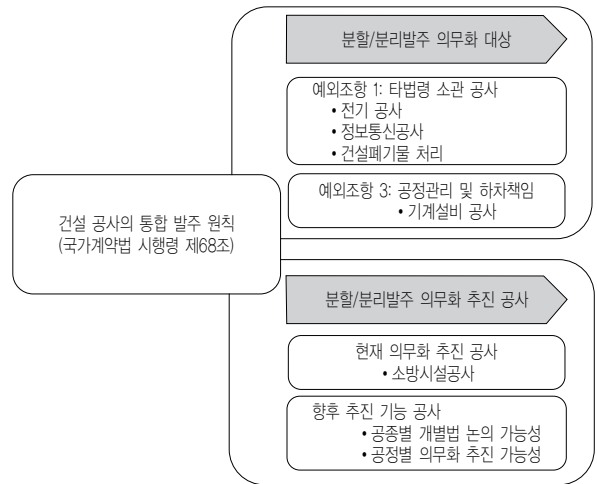 분할/분리발주 의무화 대상
예외조항 1: 타법령 소관 공사
• 전기 공사
• 정보통신공사
• 건설폐기물 처리
예외조항 3: 공정관리 및 하차책임
• 기계설비 공사
건설 공사의 통합 발주 원칙
(국가계약법 시행령 제68조)
분할/분리발주 의무화 추진 공사
현재 의무화 추진 공사
• 소방시설공사
향후 추진 기능 공사
• 공종별 개별법 논의 가능성
• 공정별 의무화 추진 가능성